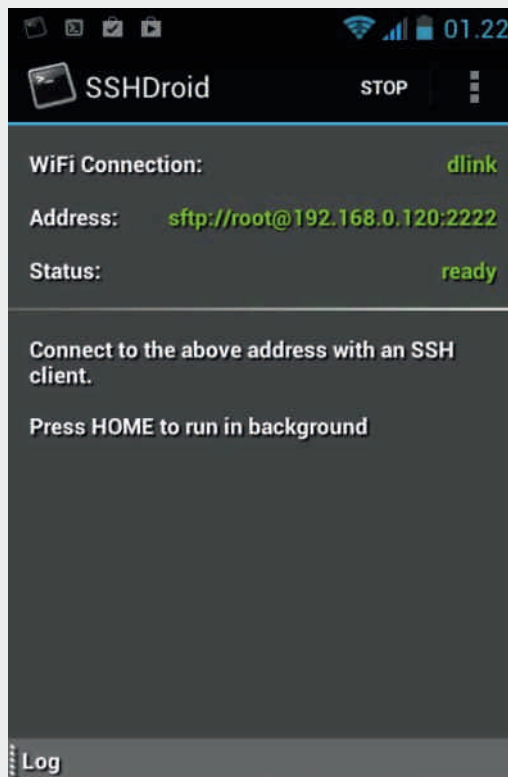 01.22
SSHDroid
STOP
WiFi Connection: dlink
Address: sftp://root@192.168.0.120:2222
Status: ready
Connect to the above address with an SSH
client.
Press HOME to run in background
Log